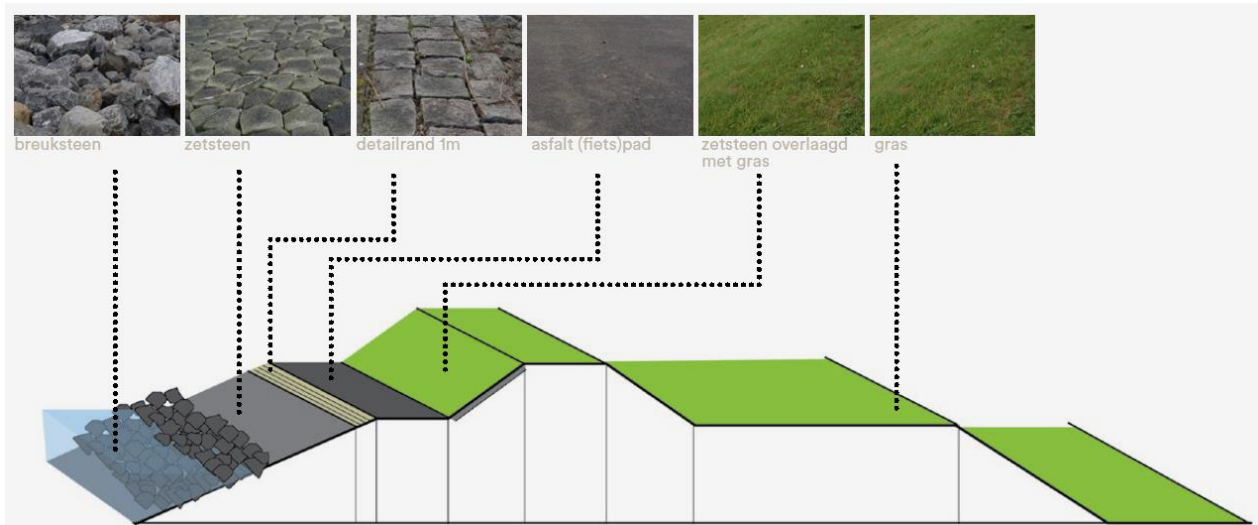 breuksteen
zetsteen
detailrand 1m
asfalt (fiets)pad
zetsteen overlaagd
met gras
gras